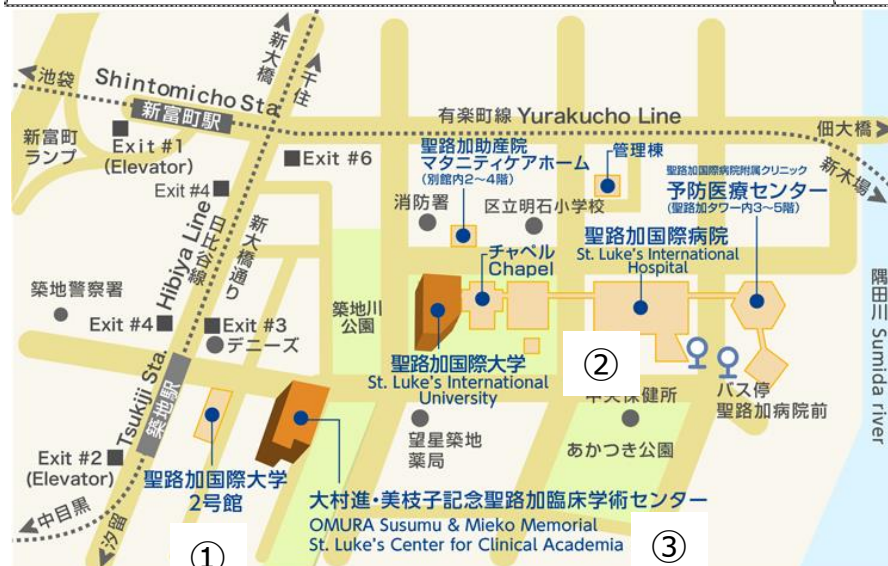 新大橋
千住
池袋
Shintomicho Sta.
新富町駅
有楽町線 Yurakucho Line
佃大橋
新木場
新富町
ランプ
Exit #1
(Elevator)
Exit #6
Exit #4
聖路加助産院
マタニティケアホーム
(別館内2~4階)
管理棟
聖路加国際病院附属クリニック
予防医療センター
(聖路加タワー内3~5階)
消防署
区立明石小学校
Hibiya Line
日比谷線
新大橋通り
チャペル
Chapel
聖路加国際病院
St. Luke's International
Hospital
築地警察署
Exit #4
Exit #3
デニーズ
築地川
公園
隅田川 Sumida river
聖路加国際大学
St. Luke's International
University
②
中央保健所
バス停
聖路加病院前
Tsukiji Sta.
築地駅
望星築地
薬局
あかつき公園
Exit #2
(Elevator)
聖路加国際大学
2号館
大村進・美枝子記念聖路加臨床学術センター
OMURA Susumu & Mieko Memorial
St. Luke's Center for Clinical Academia
中目黒
汐留
①
③